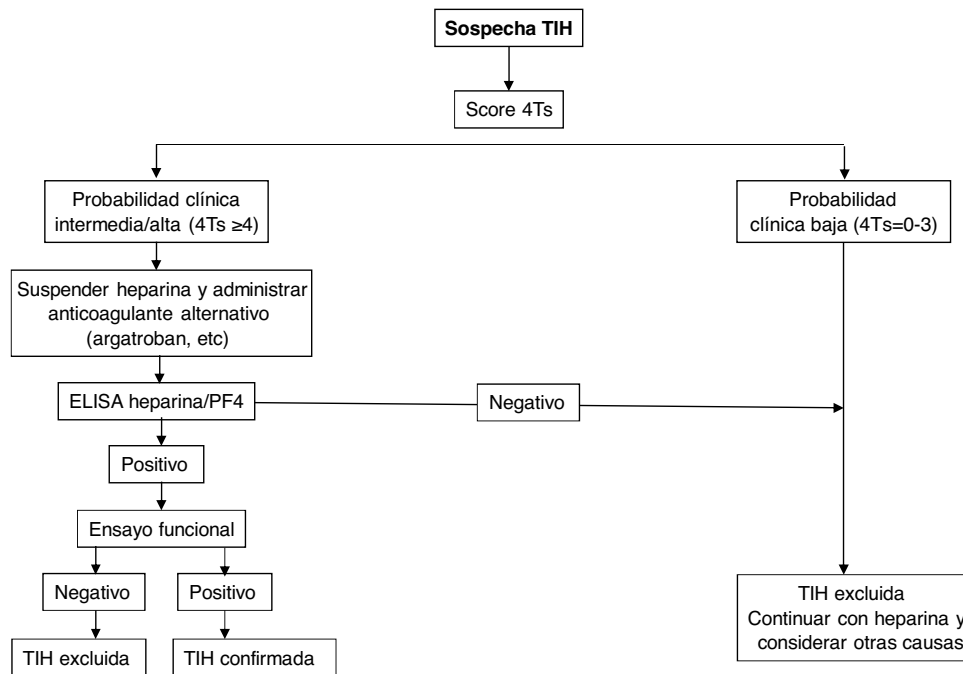 Sospecha TIH
Score 4Ts
Probabilidad clínica
intermedia/alta (4Ts ≥4)
Probabilidad
clínica baja (4Ts=0-3)
Suspender heparina y administrar
anticoagulante alternativo
(argatroban, etc)
ELISA heparina/PF4
Negativo
Positivo
Ensayo funcional
Negativo
Positivo
TIH excluida
TIH confirmada
TIH excluida
Continuar con heparina y
considerar otras causas